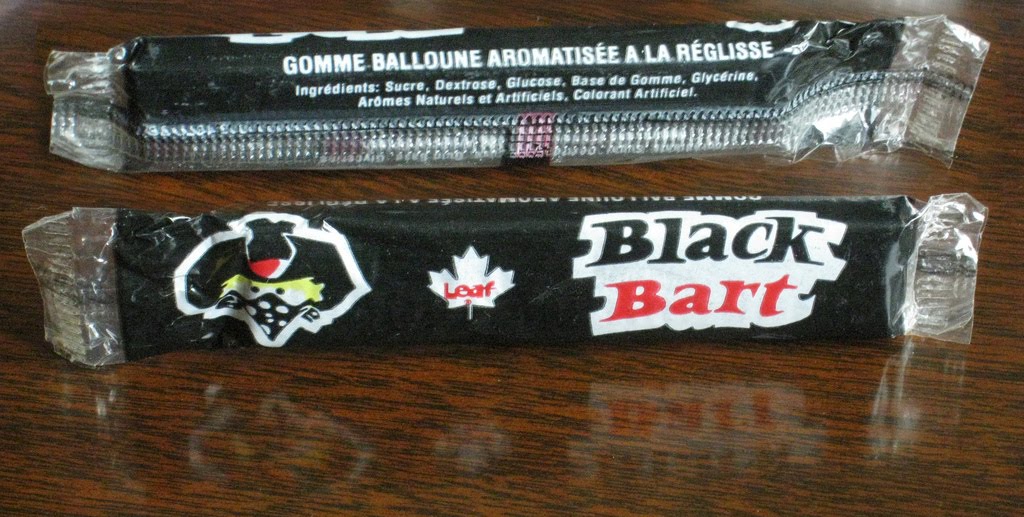 GOMME BALLOUNE AROMATISÉE A LA RÉGLISSE
Ingrédients: Sucre, Dextrose, Glucose, Base de Gomme, Glycérine,
Arômes Naturels et Artificiels, Colorant Artificiel.
Black
Leaf
Bart